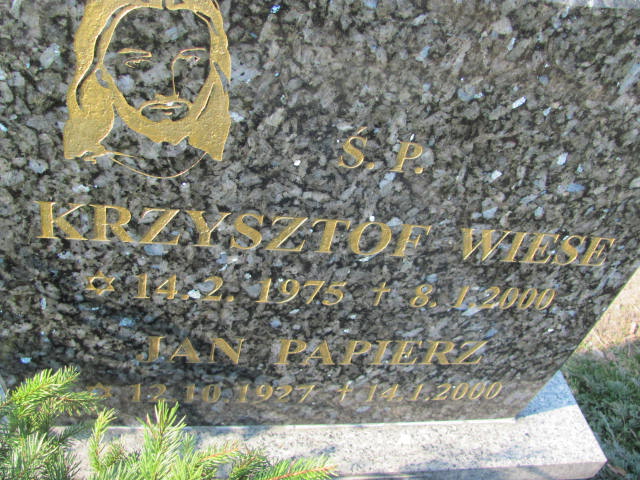 Ś. P.
KRZYSZTOF WIESE
✡ 14.2. 1975 † 8.1.2000
JAN PAPIERZ
✡ 12.10.1927 † 14.1.2000